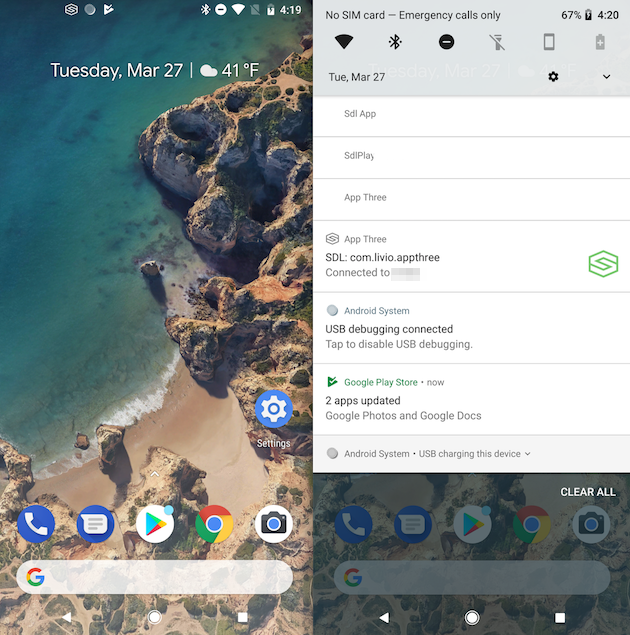 4:19
Tuesday, Mar 27 | 41 °F
Settings
No SIM card — Emergency calls only
67% 4:20
Tue, Mar 27
Sdl App
SdlPlay
App Three
App Three
SDL: com.livio.appthree
Connected to
Android System
USB debugging connected
Tap to disable USB debugging.
Google Play Store • now
2 apps updated
Google Photos and Google Docs
Android System • USB charging this device
CLEAR ALL